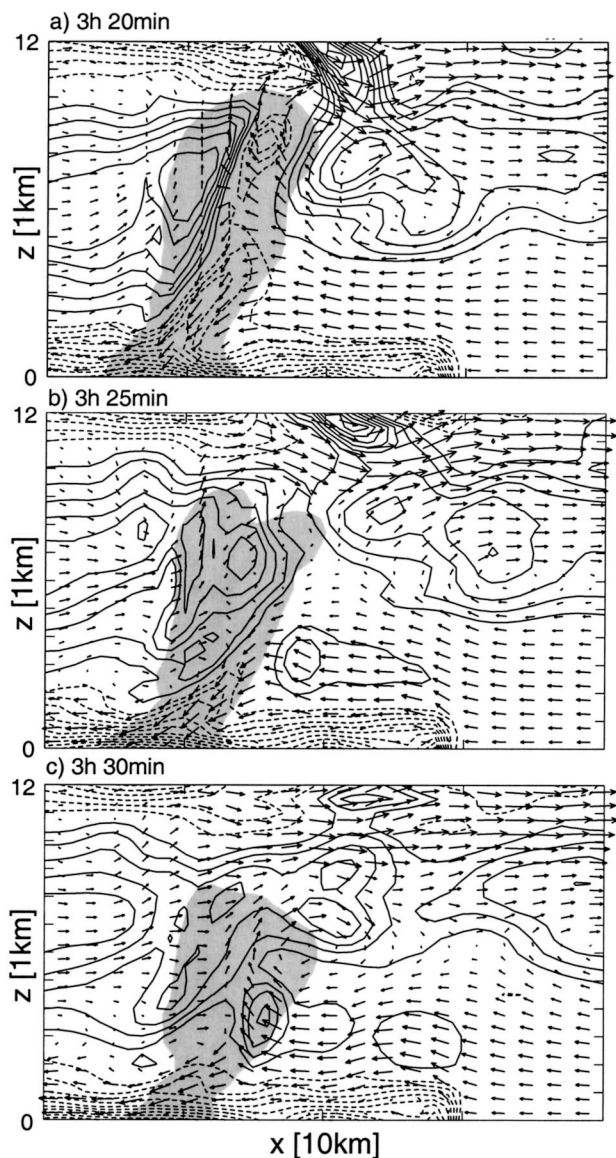 a) 3h 20min
12
z [1km]
0
b) 3h 25min
12
z [1km]
0
c) 3h 30min
12
z [1km]
0
x [10km]